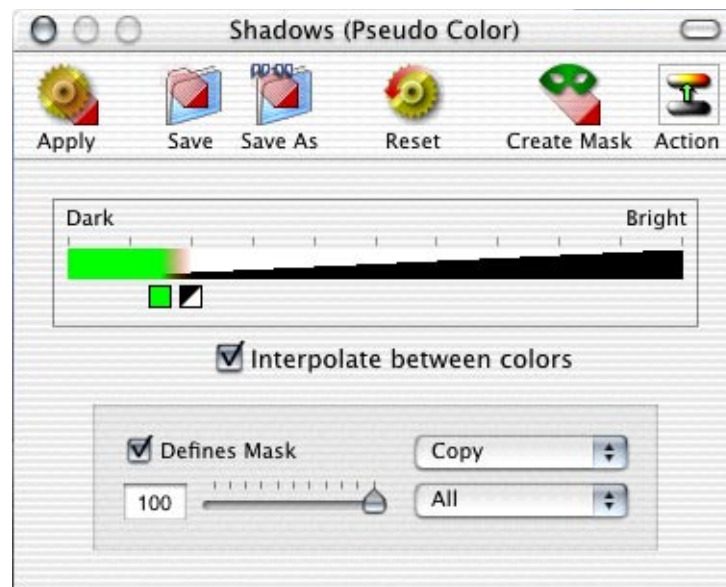 Shadows (Pseudo Color)
Apply Save Save As Reset Create Mask Action
Dark Bright
Interpolate between colors
Defines Mask Copy
100 All